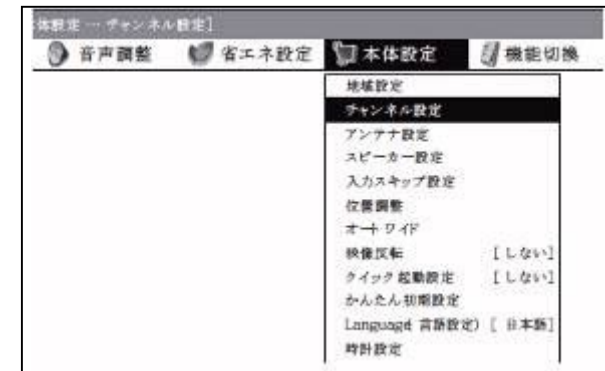 本体設定 … チャンネル設定]
音声調整 省エネ設定 本体設定 機能切換
地域設定
チャンネル設定
アンテナ設定
スピーカー設定
入力スキップ設定
位置調整
オートワイド
映像反転 [しない]
クイック起動設定 [しない]
かんたん初期設定
Language(言語設定) [日本語]
時計設定